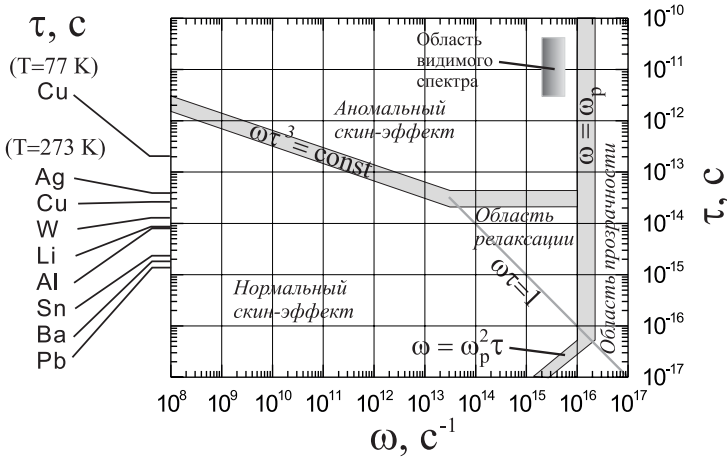 τ, с
(T=77 K)
Cu
(T=273 K)
Ag
Cu
W
Li
Al
Sn
Ba
Pb
Область
видимого
спектра
Аномальный
скин-эффект
ωτ³ = const
ω = ωₚ
Область прозрачности
Область
релаксации
ωτ=1
Нормальный
скин-эффект
ω = ωₚ²τ
10⁻¹⁰
10⁻¹¹
10⁻¹²
10⁻¹³
10⁻¹⁴
10⁻¹⁵
10⁻¹⁶
10⁻¹⁷
τ, с
10⁸ 10⁹ 10¹⁰ 10¹¹ 10¹² 10¹³ 10¹⁴ 10¹⁵ 10¹⁶ 10¹⁷
ω, с⁻¹